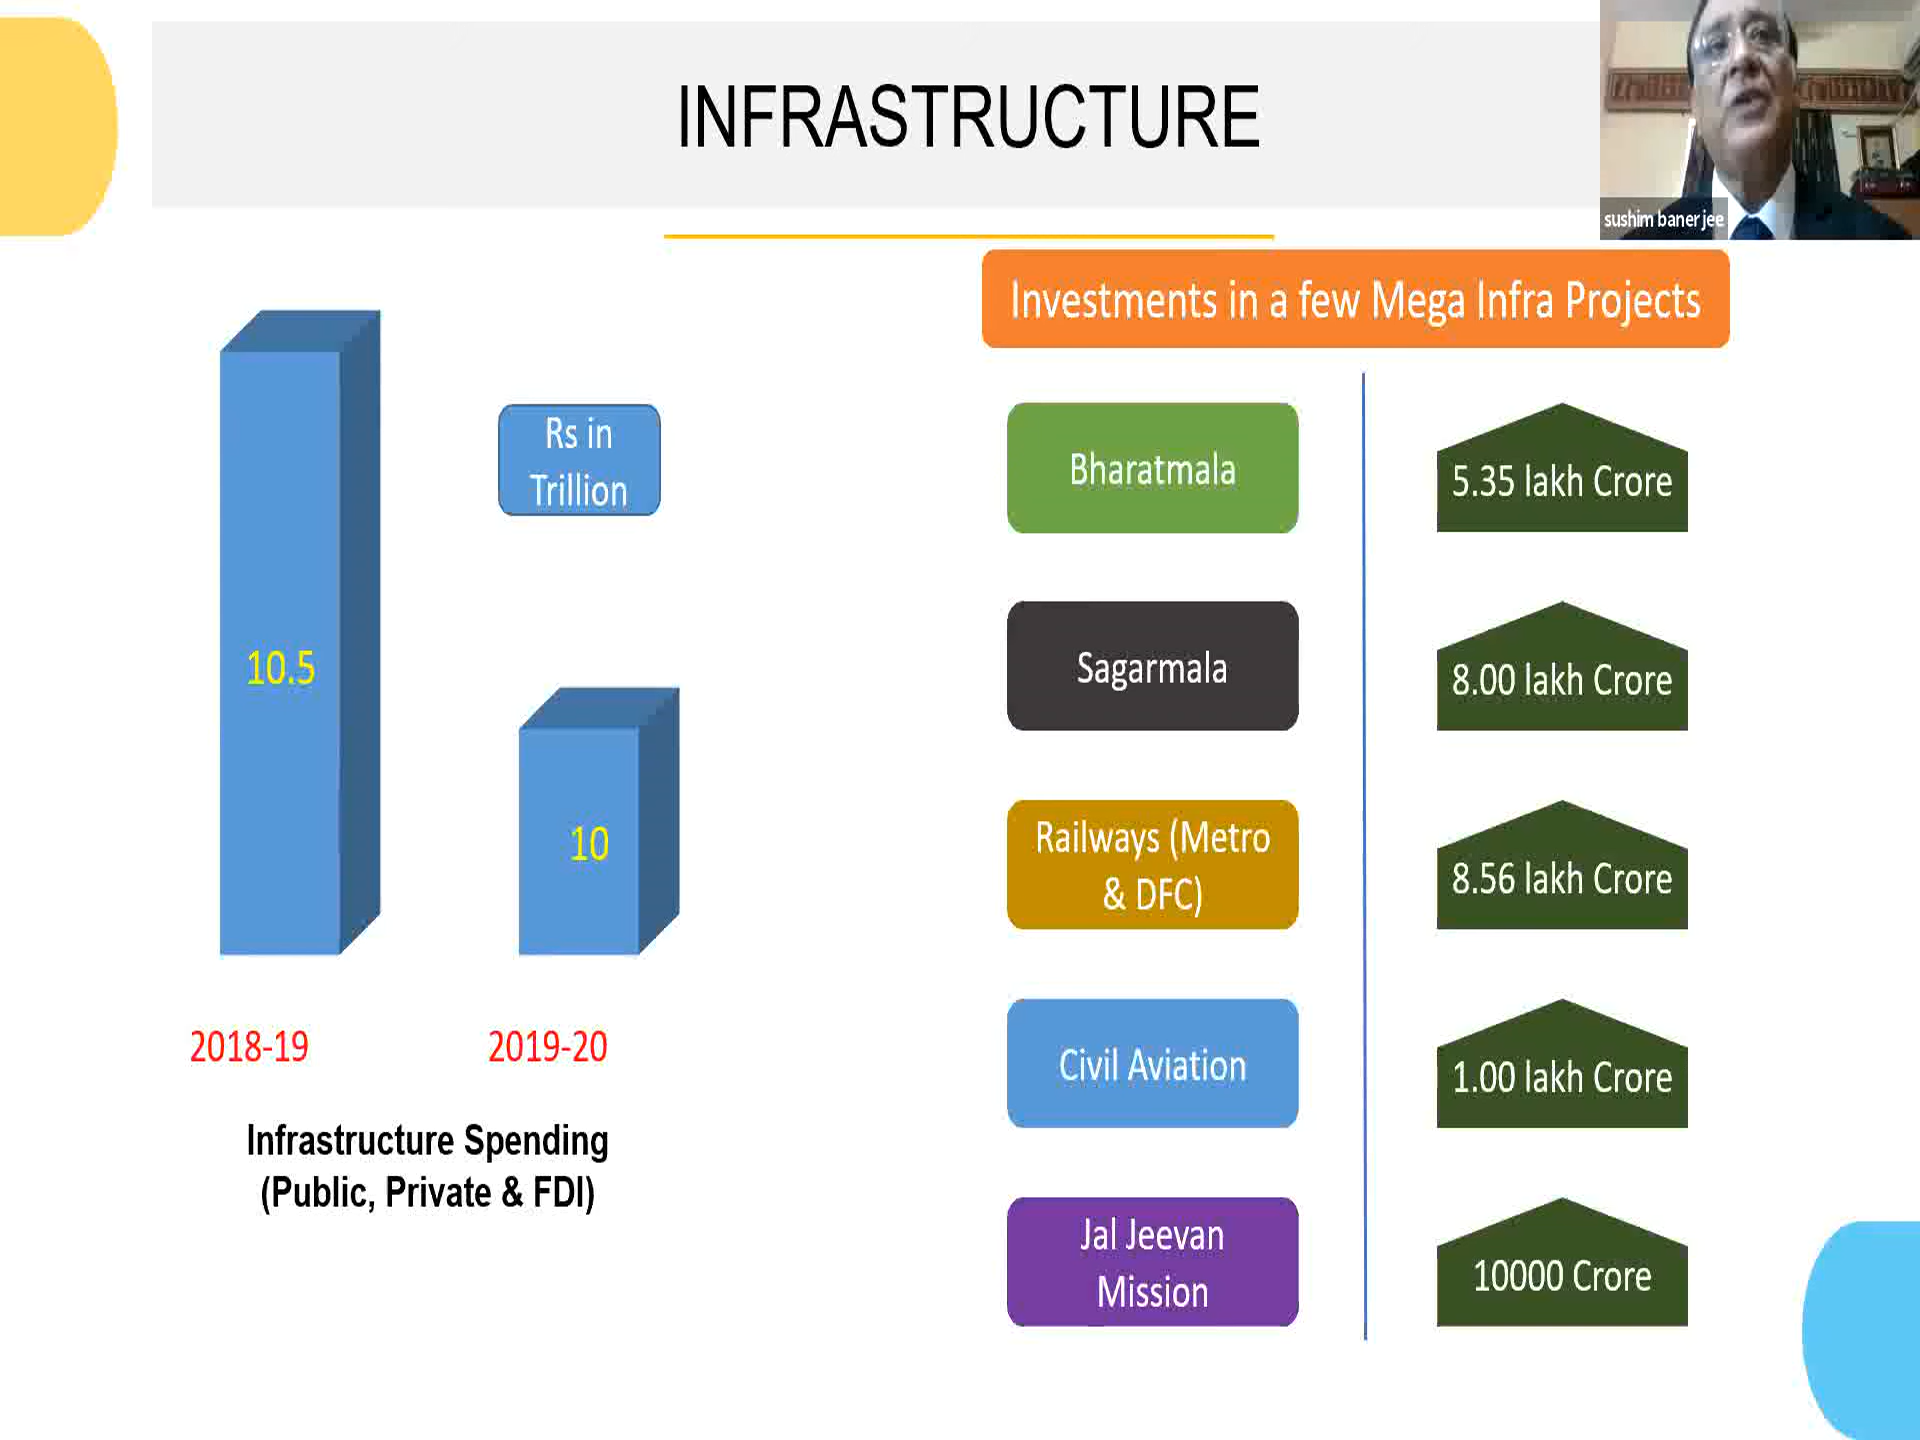 INFRASTRUCTURE
sushim banerjee
Investments in a few Mega Infra Projects
Rs in
Trillion
10.5
10
2018-19
2019-20
Infrastructure Spending
(Public, Private & FDI)
Bharatmala
5.35 lakh Crore
Sagarmala
8.00 lakh Crore
Railways (Metro
& DFC)
8.56 lakh Crore
Civil Aviation
1.00 lakh Crore
Jal Jeevan
Mission
10000 Crore